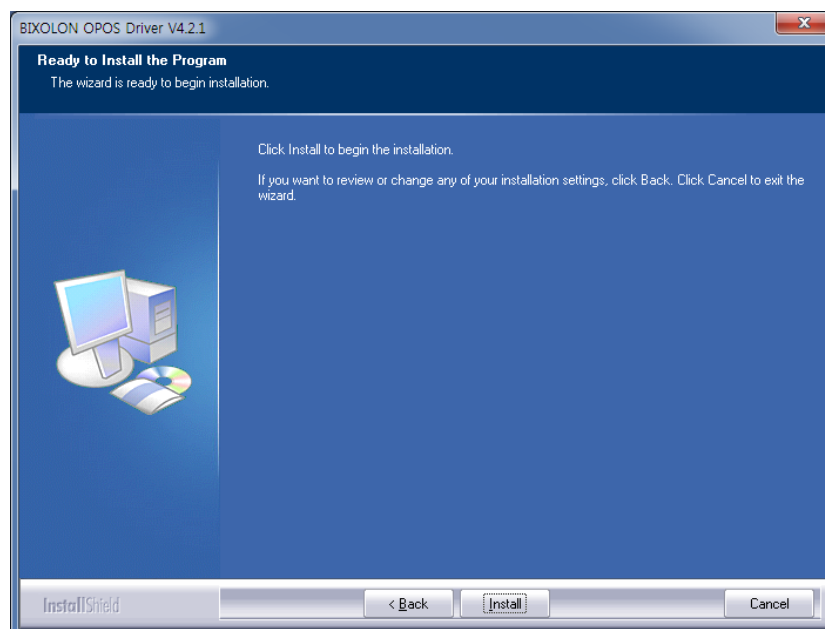 BIXOLON OPOS Driver V4.2.1
Ready to Install the Program
The wizard is ready to begin installation.
Click Install to begin the installation.
If you want to review or change any of your installation settings, click Back. Click Cancel to exit the
wizard.
InstallShield
< Back
Install
Cancel